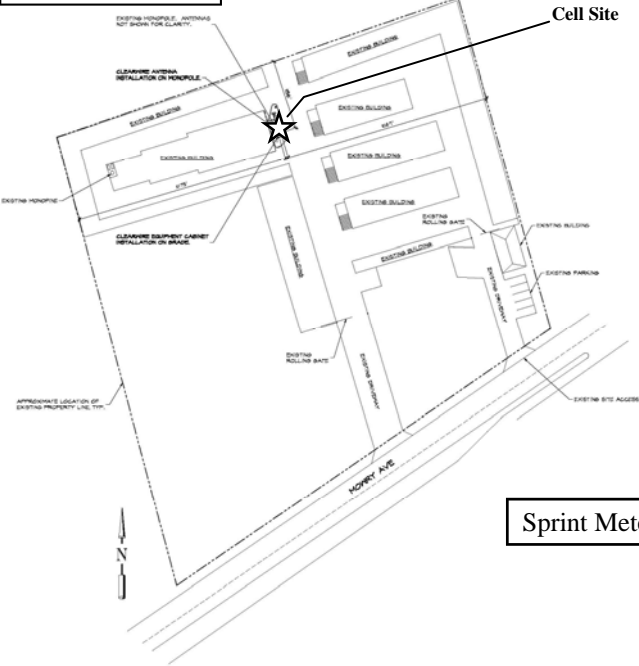 Cell Site
EXISTING MONOPOLE. ANTENNAS
NOT SHOWN FOR CLARITY.
CLEARWIRE ANTENNA
INSTALLATION ON MONOPOLE.
EXISTING BUILDING
EXISTING BUILDING
EXISTING BUILDING
EXISTING BUILDING
EXISTING BUILDING
EXISTING MONOPINE
EXISTING BUILDING
CLEARWIRE EQUIPMENT CABINET
INSTALLATION ON GRADE.
EXISTING BUILDING
EXISTING BUILDING
EXISTING
ROLLING GATE
EXISTING BUILDING
EXISTING PARKING
EXISTING DRIVEWAY
EXISTING
ROLLING GATE
EXISTING DRIVEWAY
APPROXIMATE LOCATION OF
EXISTING PROPERTY LINE, TYP.
EXISTING SITE ACCESS
MOWRY AVE
N
Sprint Mete